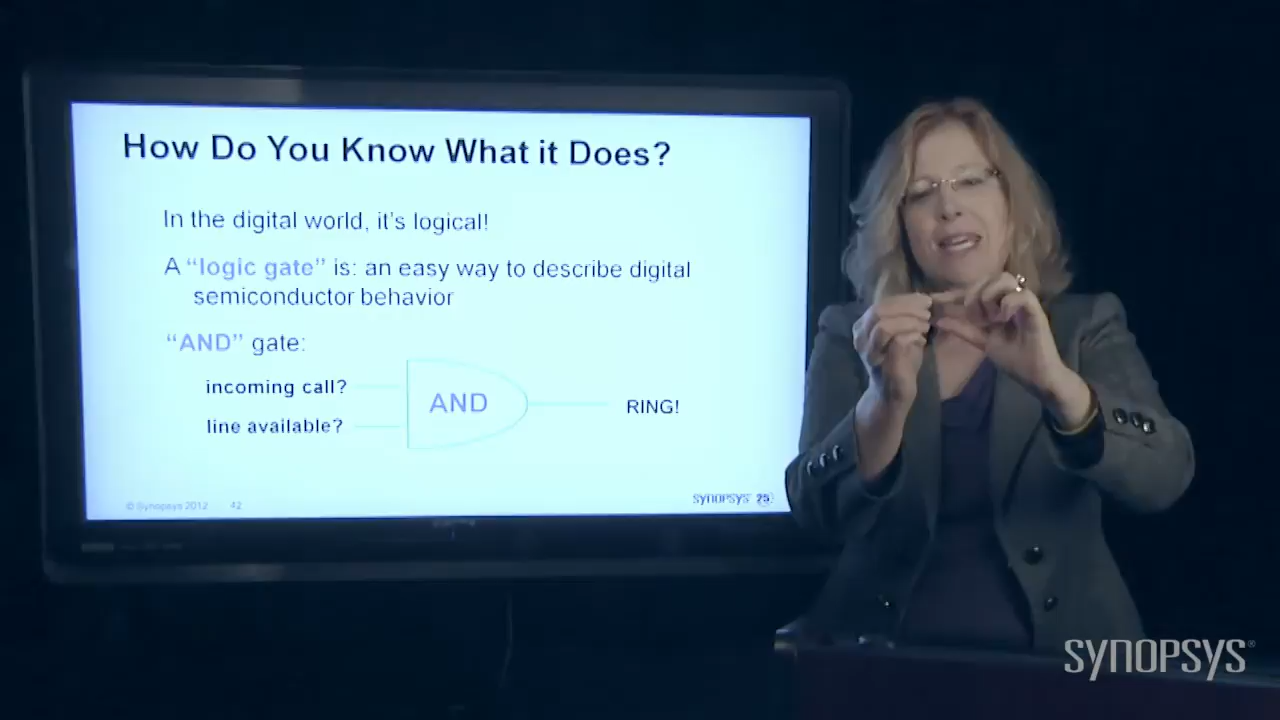 How Do You Know What it Does?
In the digital world, it's logical!
A “logic gate” is: an easy way to describe digital
semiconductor behavior
“AND” gate:
incoming call?
line available?
AND
RING!
© Synopsys 2012 42
SYNOPSYS 25
SYNOPSYS®